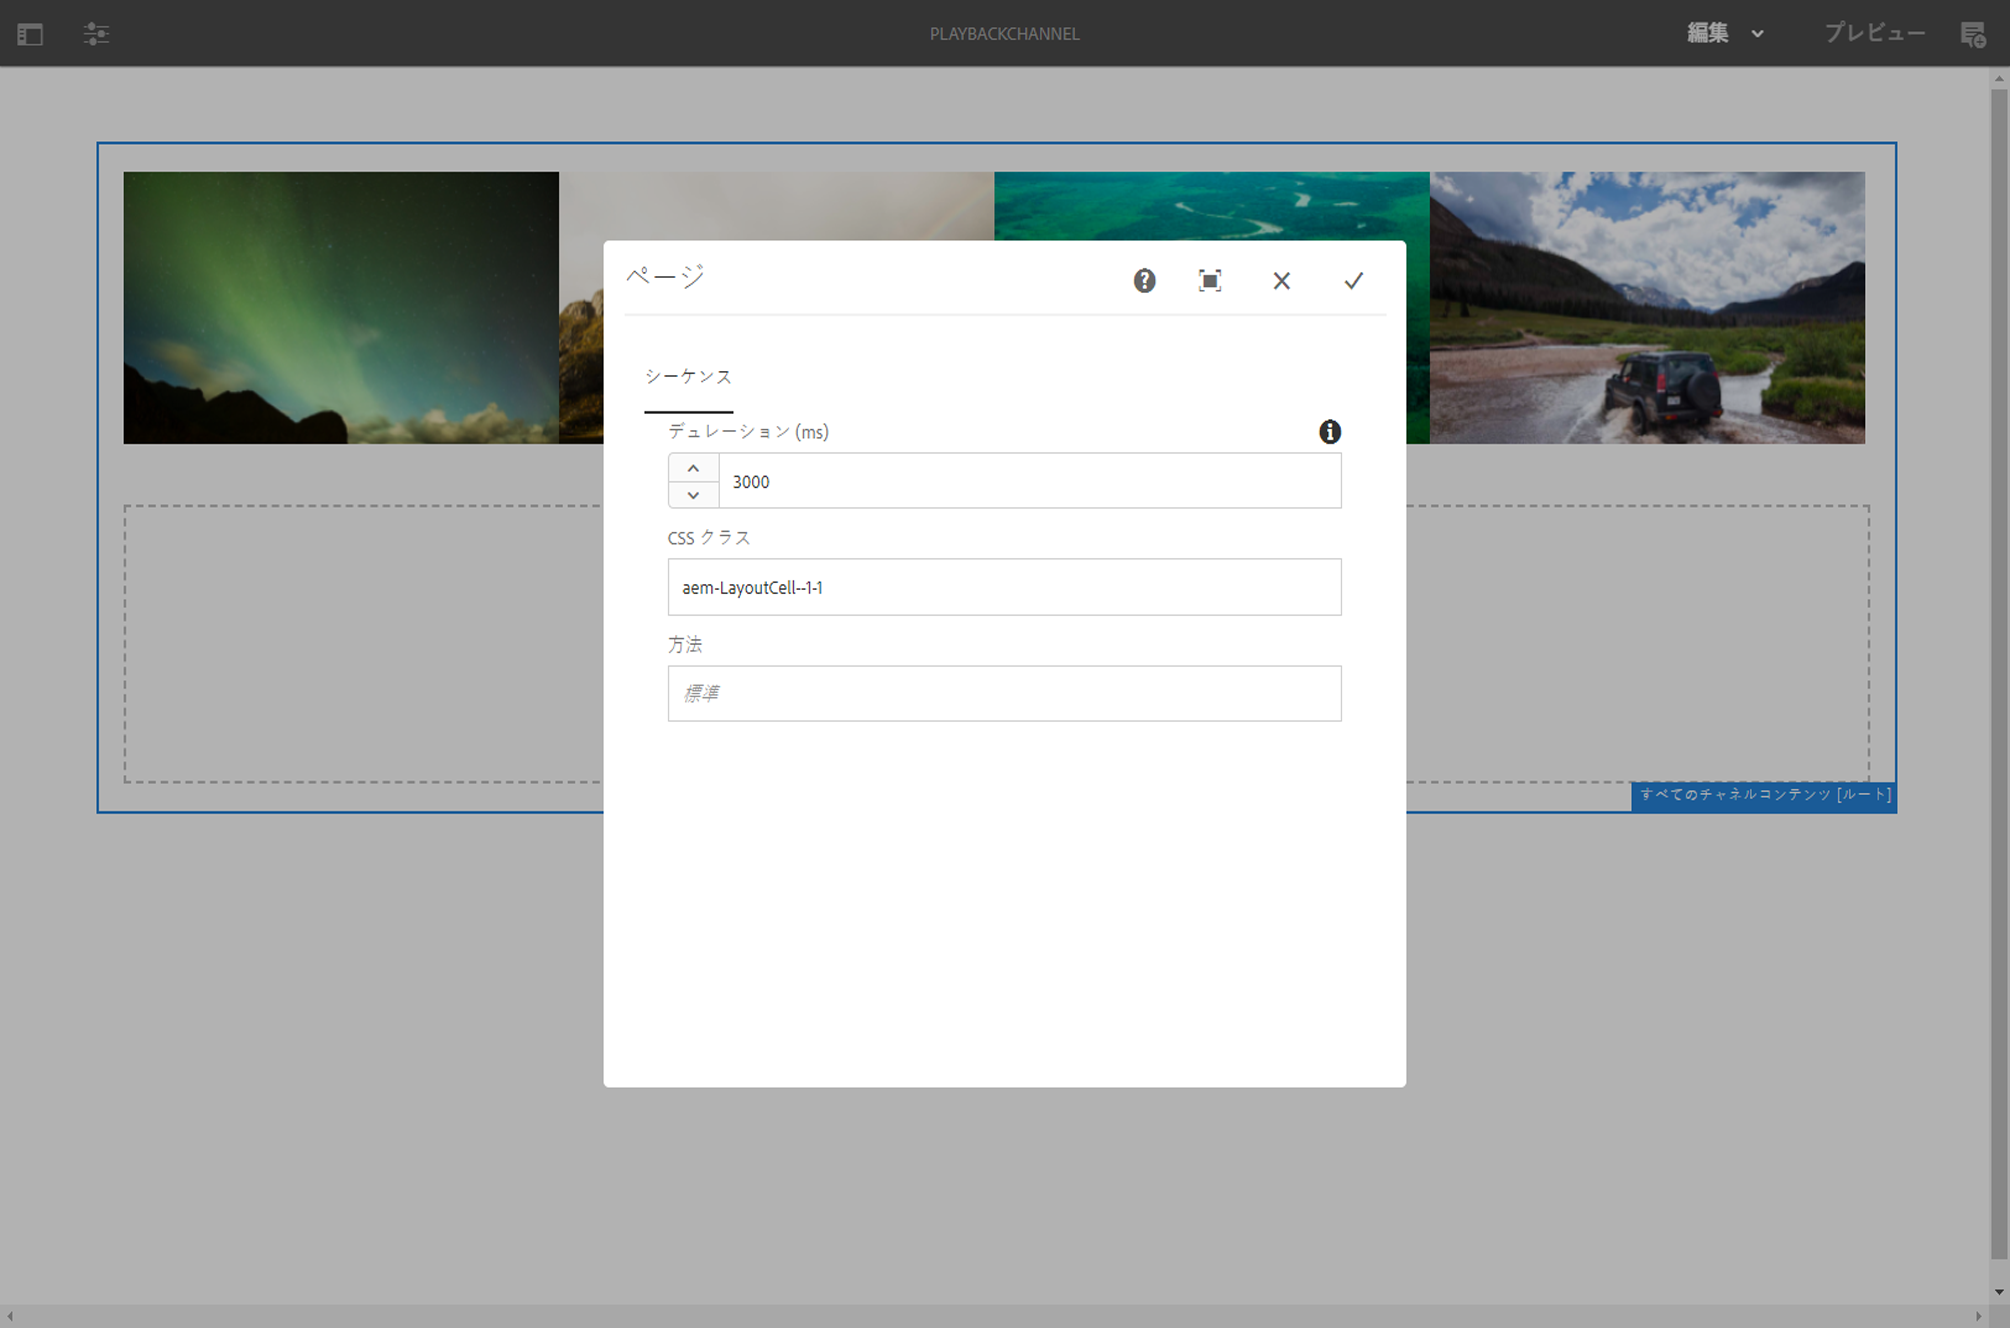 PLAYBACKCHANNEL
編集
プレビュー
ページ
シーケンス
デュレーション (ms)
3000
CSS クラス
aem-LayoutCell--1-1
方法
標準
すべてのチャネルコンテンツ [ルート]